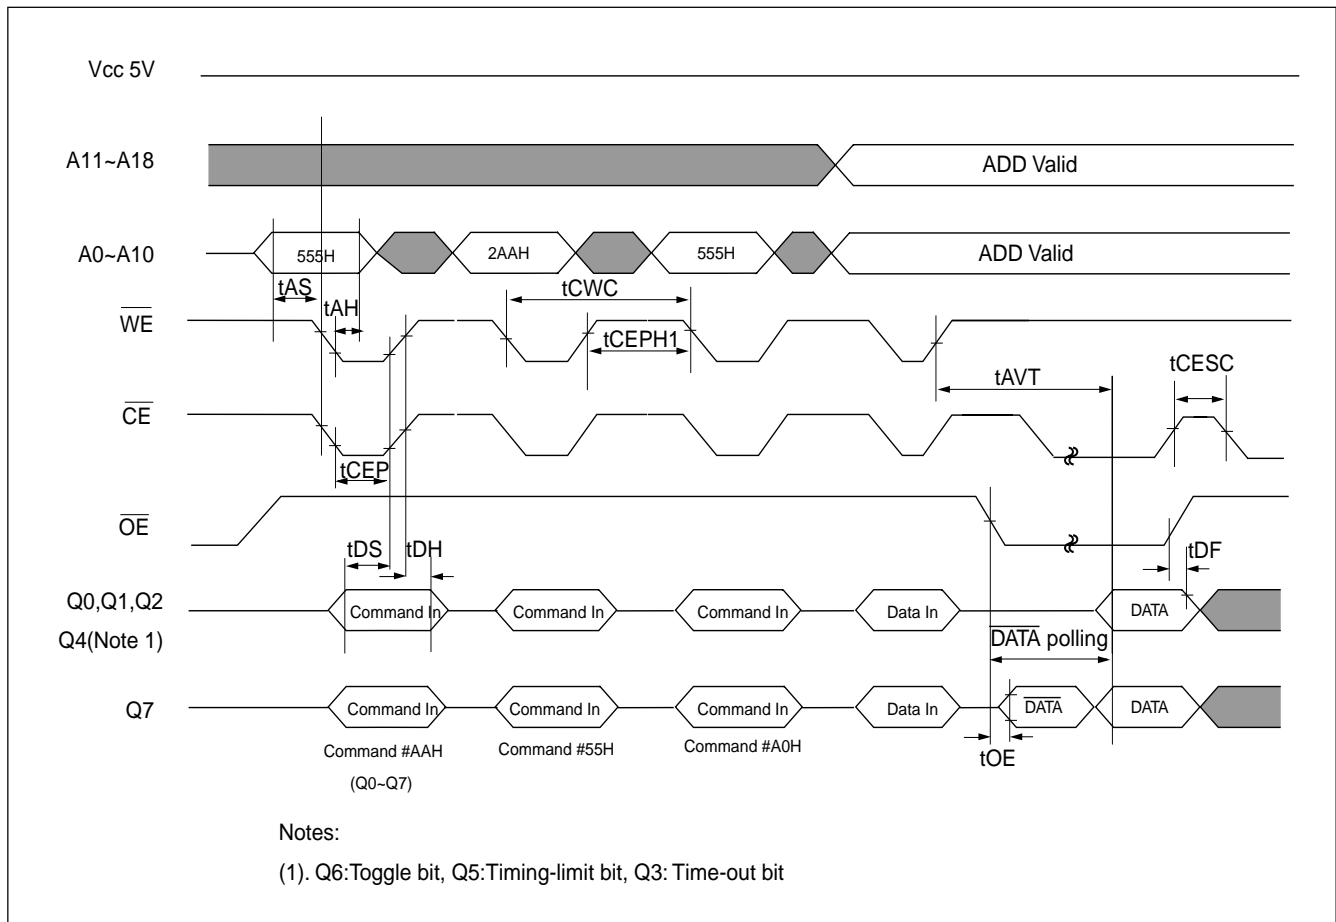 Vcc 5V
A11~A18
ADD Valid
A0~A10
555H
2AAH
555H
ADD Valid
tAS
tAH
tCWC
WE
tCEPH1
tAVT
tCESC
CE
tCEP
OE
tDS
tDH
tDF
Q0,Q1,Q2
Q4(Note 1)
Command In
Command In
Command In
Data In
DATA
DATA polling
Q7
Command In
Command In
Command In
Data In
DATA
DATA
Command #AAH
Command #55H
Command #A0H
(Q0~Q7)
tOE
Notes:
(1). Q6:Toggle bit, Q5:Timing-limit bit, Q3: Time-out bit